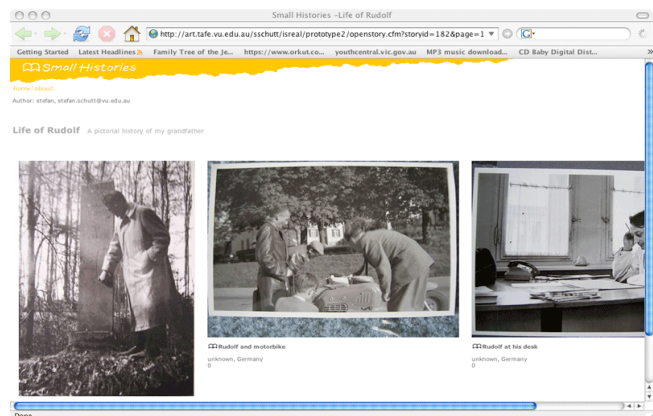 Small Histories -Life of Rudolf
http://art.tafe.vu.edu.au/sschutt/isreal/prototype2/openstory.cfm?storyid=182&page=1
Getting Started Latest Headlines Family Tree of the Je... https://www.orkut.co... youthcentral.vic.gov.au MP3 music download... CD Baby Digital Dist...
Small Histories
home | about
Author: stefan, stefan.schutt@vu.edu.au
Life of Rudolf A pictorial history of my grandfather
Rudolf and motorbike
unknown, Germany
0
Rudolf at his desk
unknown, Germany
0
Done